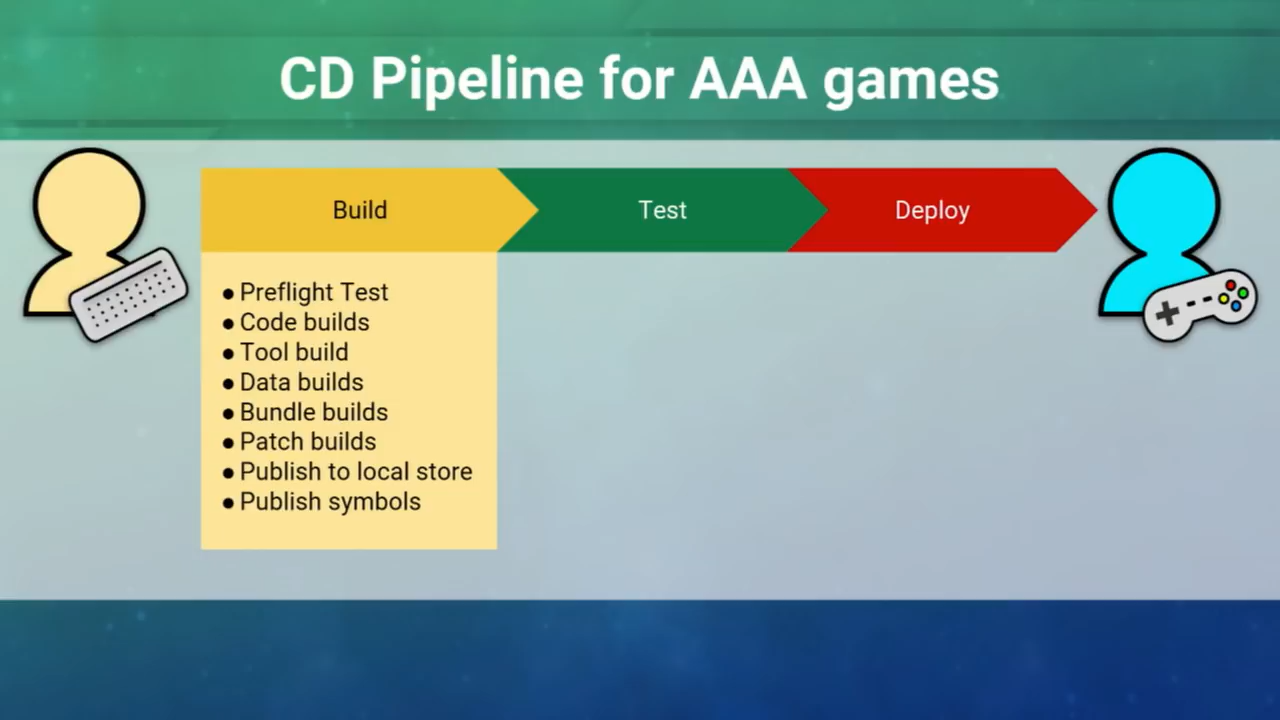 CD Pipeline for AAA games
Build
Test
Deploy
● Preflight Test
● Code builds
● Tool build
● Data builds
● Bundle builds
● Patch builds
● Publish to local store
● Publish symbols